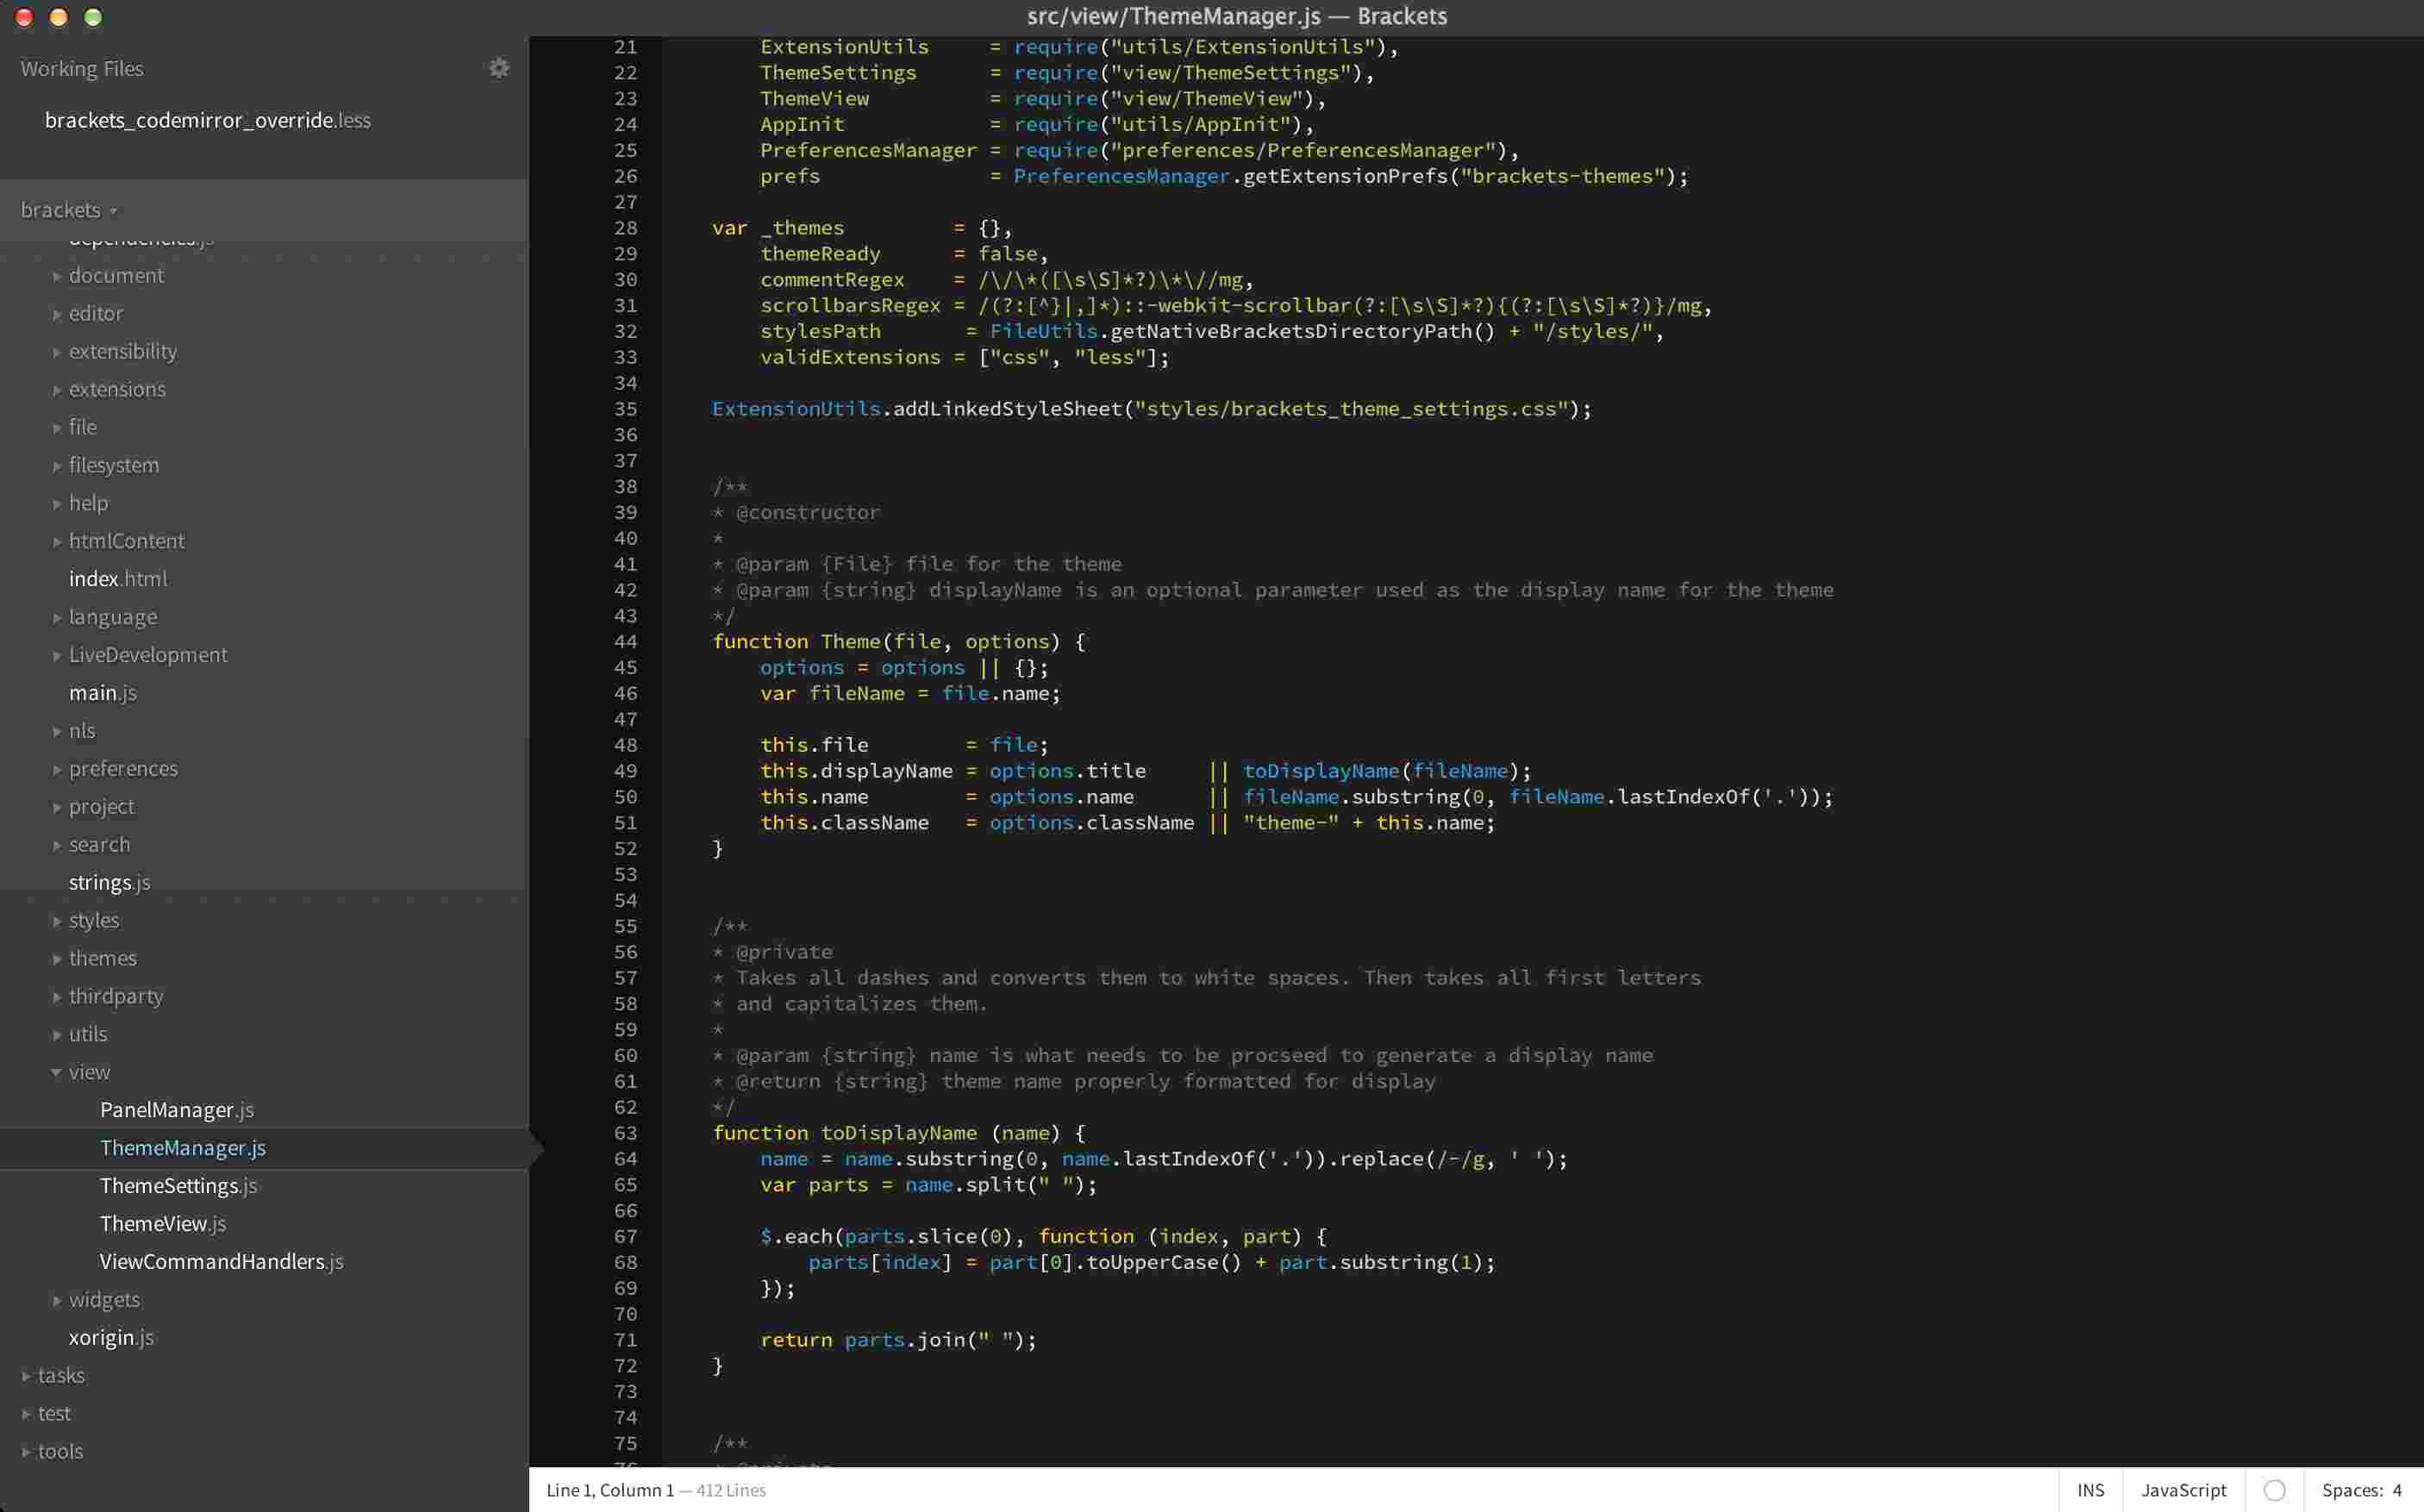 src/view/ThemeManager.js — Brackets
Working Files
brackets_codemirror_override.less
brackets
dependencies.js
document
editor
extensibility
extensions
file
filesystem
help
htmlContent
index.html
language
LiveDevelopment
main.js
nls
preferences
project
search
strings.js
styles
themes
thirdparty
utils
view
PanelManager.js
ThemeManager.js
ThemeSettings.js
ThemeView.js
ViewCommandHandlers.js
widgets
xorigin.js
tasks
test
tools
21 ExtensionUtils     = require("utils/ExtensionUtils"),
22 ThemeSettings      = require("view/ThemeSettings"),
23 ThemeView          = require("view/ThemeView"),
24 AppInit            = require("utils/AppInit"),
25 PreferencesManager = require("preferences/PreferencesManager"),
26 prefs              = PreferencesManager.getExtensionPrefs("brackets-themes");
27
28 var _themes         = {},
29     themeReady      = false,
30     commentRegex    = /\/\*([\s\S]*?)\*\//mg,
31     scrollbarsRegex = /(?:[^}|,]*)::-webkit-scrollbar(?:[\s\S]*?){(?:[\s\S]*?)}/mg,
32     stylesPath       = FileUtils.getNativeBracketsDirectoryPath() + "/styles/",
33     validExtensions = ["css", "less"];
34
35 ExtensionUtils.addLinkedStyleSheet("styles/brackets_theme_settings.css");
36
37
38 /**
39 * @constructor
40 *
41 * @param {File} file for the theme
42 * @param {string} displayName is an optional parameter used as the display name for the theme
43 */
44 function Theme(file, options) {
45     options = options || {};
46     var fileName = file.name;
47
48     this.file        = file;
49     this.displayName = options.title     || toDisplayName(fileName);
50     this.name        = options.name      || fileName.substring(0, fileName.lastIndexOf('.'));
51     this.className   = options.className || "theme-" + this.name;
52 }
53
54
55 /**
56 * @private
57 * Takes all dashes and converts them to white spaces. Then takes all first letters
58 * and capitalizes them.
59 *
60 * @param {string} name is what needs to be procseed to generate a display name
61 * @return {string} theme name properly formatted for display
62 */
63 function toDisplayName (name) {
64     name = name.substring(0, name.lastIndexOf('.')).replace(/-/g, ' ');
65     var parts = name.split(" ");
66
67     $.each(parts.slice(0), function (index, part) {
68         parts[index] = part[0].toUpperCase() + part.substring(1);
69     });
70
71     return parts.join(" ");
72 }
73
74
75 /**
76 * @private
Line 1, Column 1 — 412 Lines
INS
JavaScript
Spaces: 4